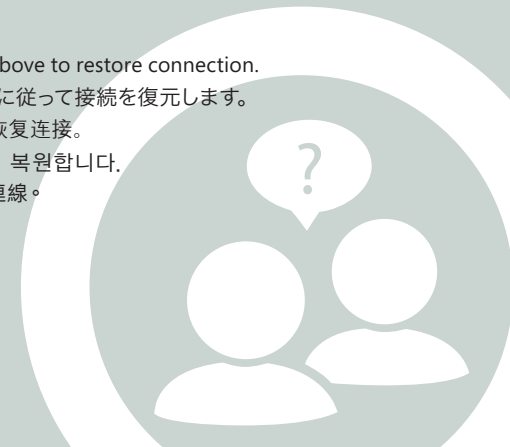 bove to restore connection.
に従って接続を復元します。
恢复连接。
복원합니다.
連線。
?